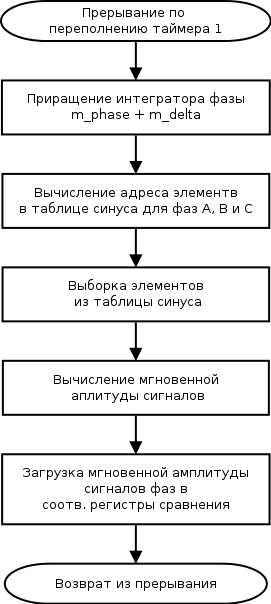 Прерывание по
переполнению таймера 1
Приращение интегратора фазы
m_phase + m_delta
Вычисление адреса элементв
в таблице синуса для фаз А, В и С
Выборка элементов
из таблицы синуса
Вычисление мгновенной
аплитуды сигналов
Загрузка мгновенной амплитуды
сигналов фаз в
соотв. регистры сравнения
Возврат из прерывания